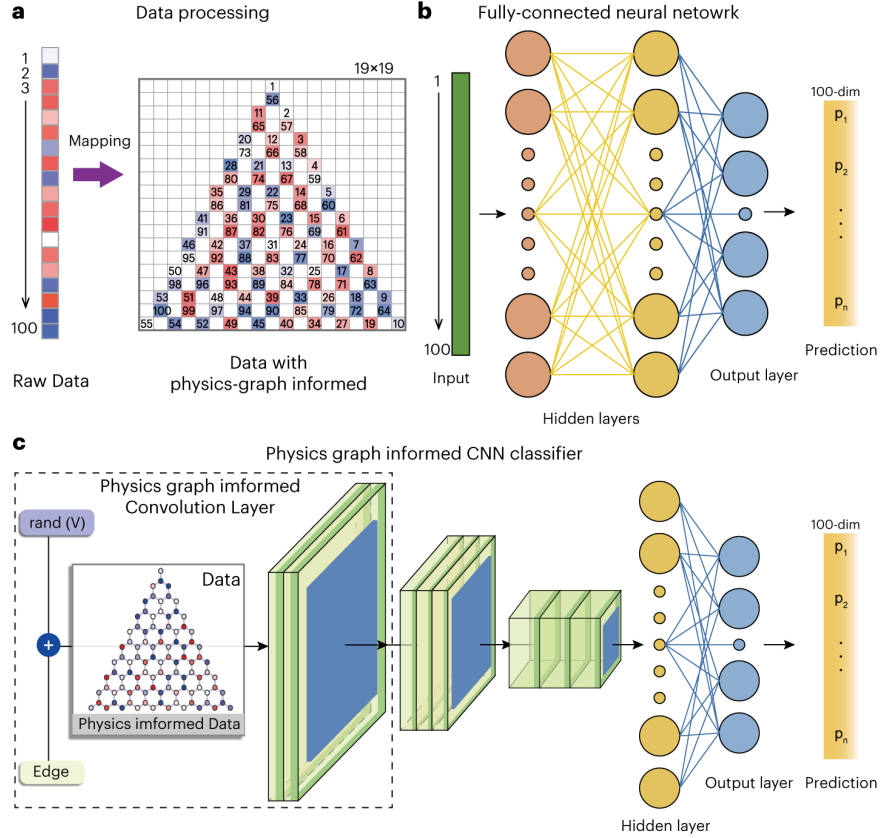 a
Data processing
1
2
3
100
Raw Data
Mapping
19×19
1
56
11 2
65 57
20 12 3
73 66 58
28 21 13 4
80 74 67 59
35 29 22 14 5
86 81 75 68 60
41 36 30 23 15 6
91 87 82 76 69 61
46 42 37 31 24 16 7
95 92 88 83 77 70 62
50 47 43 38 32 25 17 8
98 96 93 89 84 78 71 63
53 51 48 44 39 33 26 18 9
100 99 97 94 90 85 79 72 64
55 54 52 49 45 40 34 27 19 10
Data with
physics-graph informed
b
Fully-connected neural netowrk
1
100
Input
Hidden layers
Output layer
100-dim
p1
p2
pn
Prediction
c
Physics graph informed CNN classifier
Physics graph imformed
Convolution Layer
rand (V)
+
Edge
Data
Physics imformed Data
Hidden layer
Output layer
100-dim
p1
p2
pn
Prediction